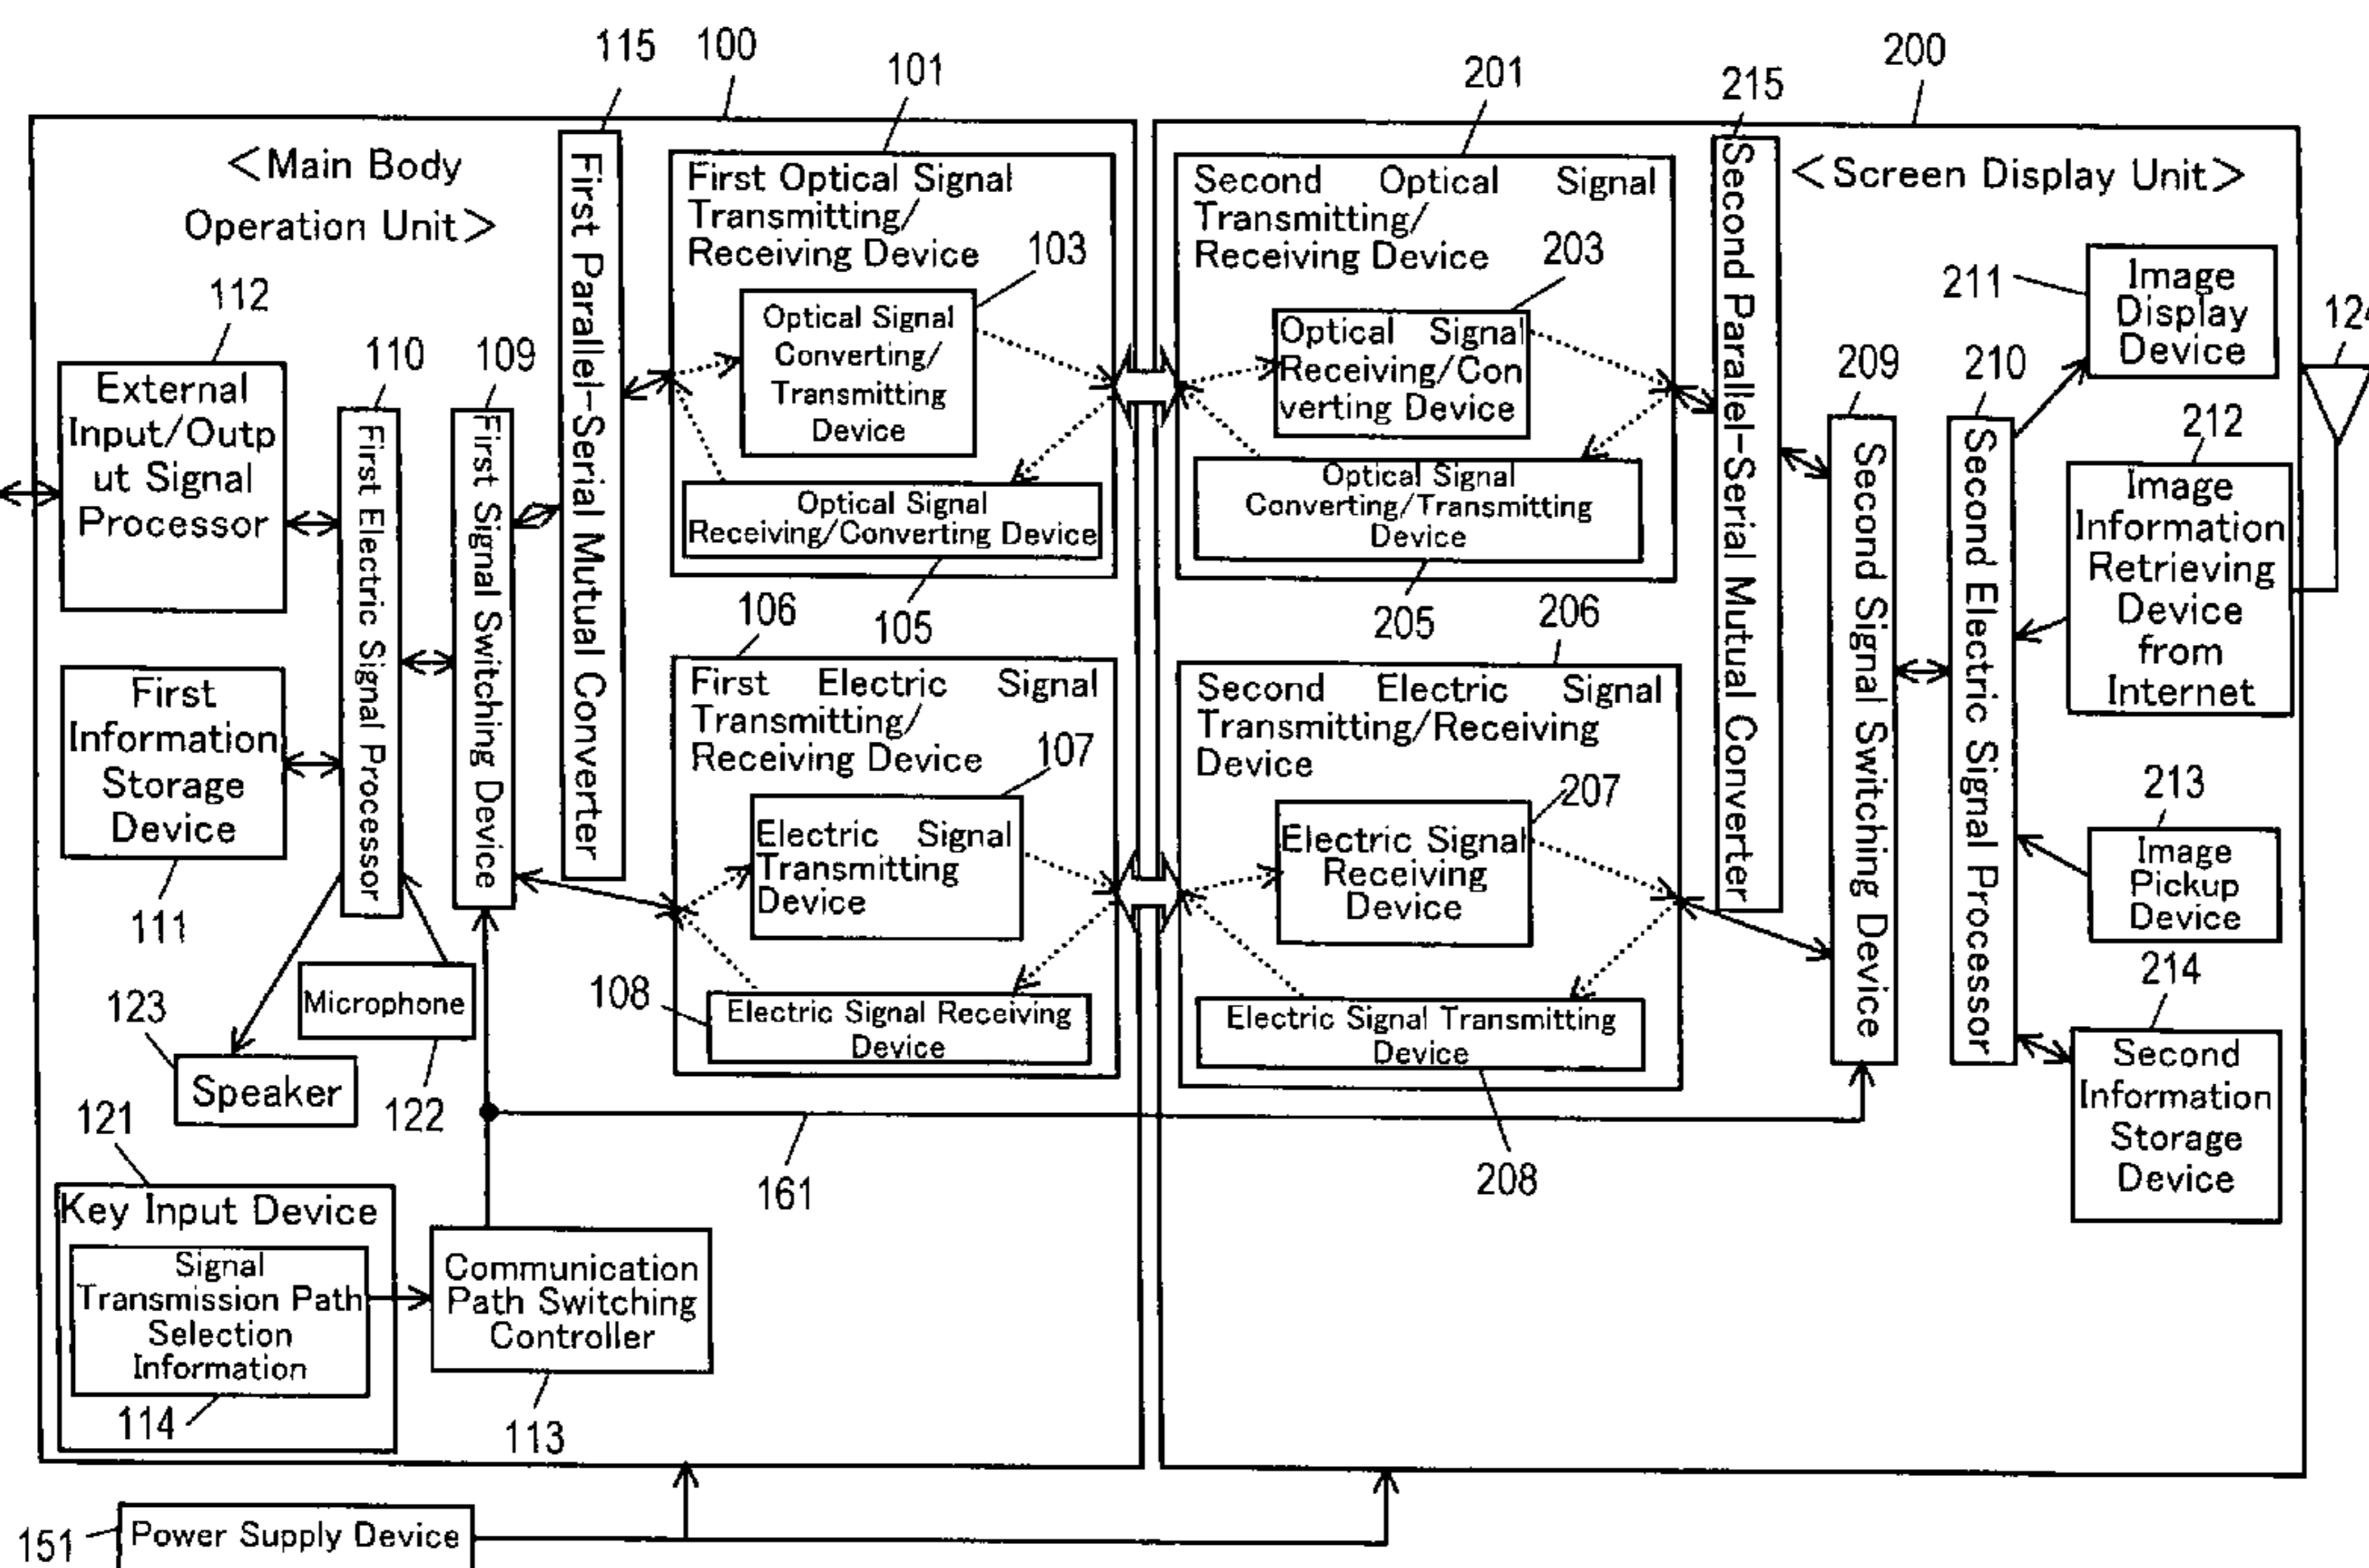 115
100
101
201
215
200
<Main Body
Operation Unit>
First Parallel-Serial Mutual Converter
First Optical Signal
Transmitting/
Receiving Device
103
Optical Signal
Converting/
Transmitting
Device
Optical Signal
Receiving/Converting Device
105
Second Optical Signal
Transmitting/
Receiving Device
203
Optical Signal
Receiving/Con
verting Device
Optical Signal
Converting/Transmitting
Device
205
Second Parallel-Serial Mutual Converter
<Screen Display Unit>
112
External
Input/Outp
ut Signal
Processor
110
First Electric Signal Processor
109
First Signal Switching Device
First
Information
Storage
Device
111
106
First Electric Signal
Transmitting/
Receiving Device
107
Electric Signal
Transmitting
Device
108
Electric Signal Receiving
Device
206
Second Electric Signal
Transmitting/Receiving
Device
207
Electric Signal
Receiving
Device
Electric Signal Transmitting
Device
208
209
Second Signal Switching Device
210
Second Electric Signal Processor
211
Image
Display
Device
124
212
Image
Information
Retrieving
Device
from
Internet
213
Image
Pickup
Device
214
Second
Information
Storage
Device
123
Speaker
Microphone
122
161
121
Key Input Device
Signal
Transmission Path
Selection
Information
114
Communication
Path Switching
Controller
113
151
Power Supply Device